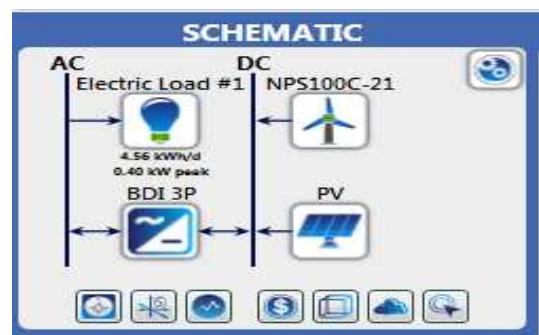 SCHEMATIC
AC DC
Electric Load #1 NPS100C-21
4.56 kWh/d
0.40 kW peak
BDI 3P PV